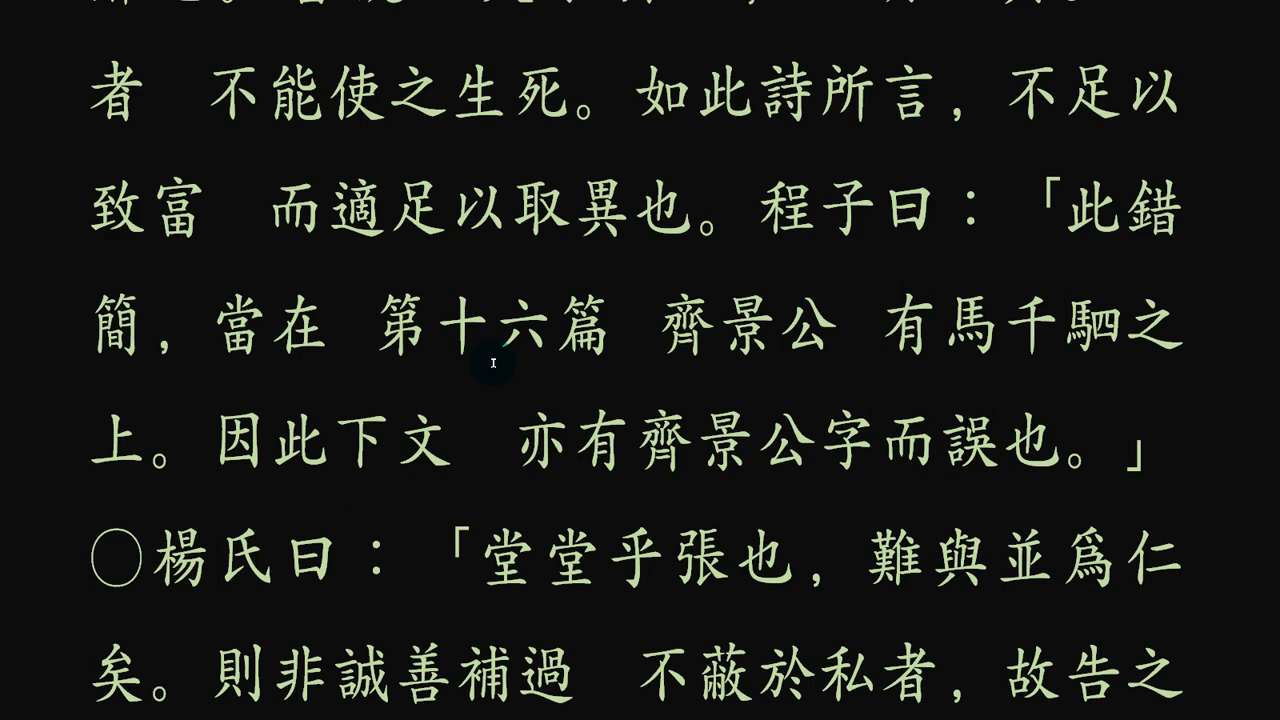 者　不能使之生死。如此詩所言，不足以
致富　而適足以取異也。程子曰：「此錯
簡，當在　第十六篇　齊景公　有馬千駟之
上。因此下文　亦有齊景公字而誤也。」
○楊氏曰：「堂堂乎張也，難與並爲仁
矣。則非誠善補過　不蔽於私者，故告之